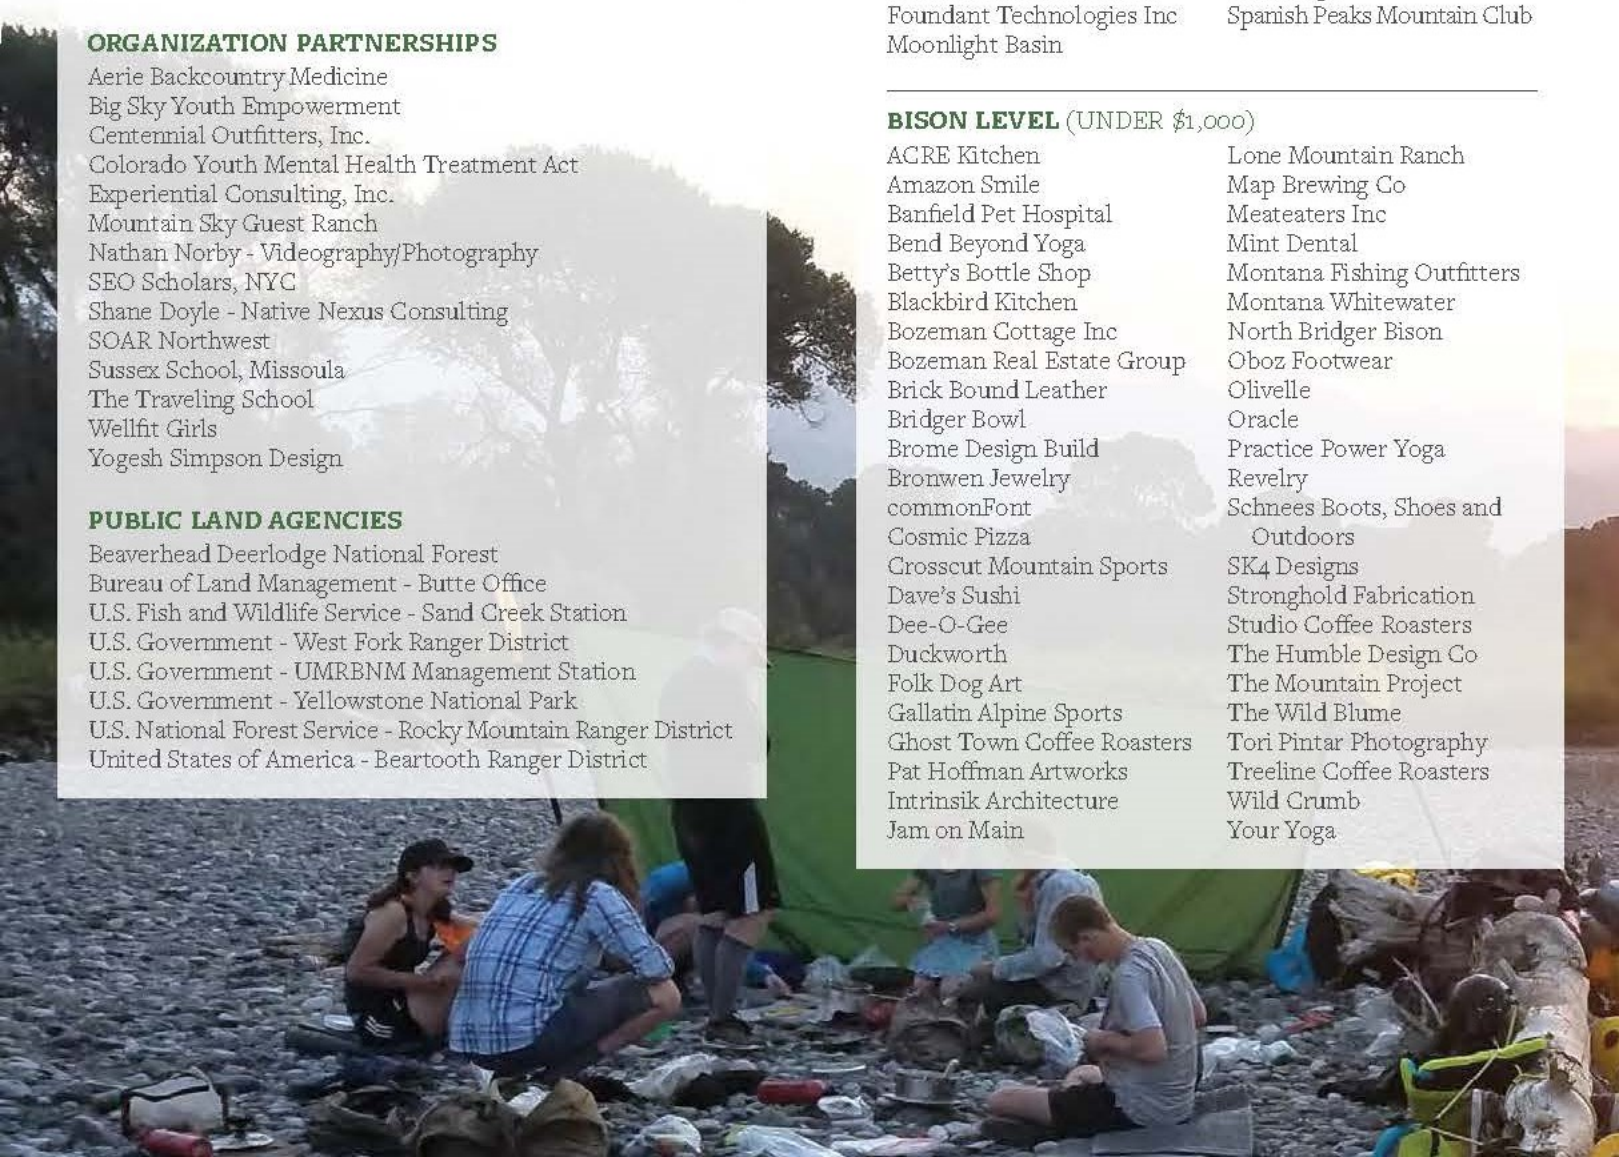 ORGANIZATION PARTNERSHIPS
Aerie Backcountry Medicine
Big Sky Youth Empowerment
Centennial Outfitters, Inc.
Colorado Youth Mental Health Treatment Act
Experiential Consulting, Inc.
Mountain Sky Guest Ranch
Nathan Norby - Videography/Photography
SEO Scholars, NYC
Shane Doyle - Native Nexus Consulting
SOAR Northwest
Sussex School, Missoula
The Traveling School
Wellfit Girls
Yogesh Simpson Design
PUBLIC LAND AGENCIES
Beaverhead Deerlodge National Forest
Bureau of Land Management - Butte Office
U.S. Fish and Wildlife Service - Sand Creek Station
U.S. Government - West Fork Ranger District
U.S. Government - UMRBNM Management Station
U.S. Government - Yellowstone National Park
U.S. National Forest Service - Rocky Mountain Ranger District
United States of America - Beartooth Ranger District
Foundant Technologies Inc
Moonlight Basin
Spanish Peaks Mountain Club
BISON LEVEL (UNDER $1,000)
ACRE Kitchen
Amazon Smile
Banfield Pet Hospital
Bend Beyond Yoga
Betty's Bottle Shop
Blackbird Kitchen
Bozeman Cottage Inc
Bozeman Real Estate Group
Brick Bound Leather
Bridger Bowl
Brome Design Build
Bronwen Jewelry
commonFont
Cosmic Pizza
Crosscut Mountain Sports
Dave's Sushi
Dee-O-Gee
Duckworth
Folk Dog Art
Gallatin Alpine Sports
Ghost Town Coffee Roasters
Pat Hoffman Artworks
Intrinsik Architecture
Jam on Main
Lone Mountain Ranch
Map Brewing Co
Meateaters Inc
Mint Dental
Montana Fishing Outfitters
Montana Whitewater
North Bridger Bison
Oboz Footwear
Olivelle
Oracle
Practice Power Yoga
Revelry
Schnees Boots, Shoes and
Outdoors
SK4 Designs
Stronghold Fabrication
Studio Coffee Roasters
The Humble Design Co
The Mountain Project
The Wild Blume
Tori Pintar Photography
Treeline Coffee Roasters
Wild Crumb
Your Yoga